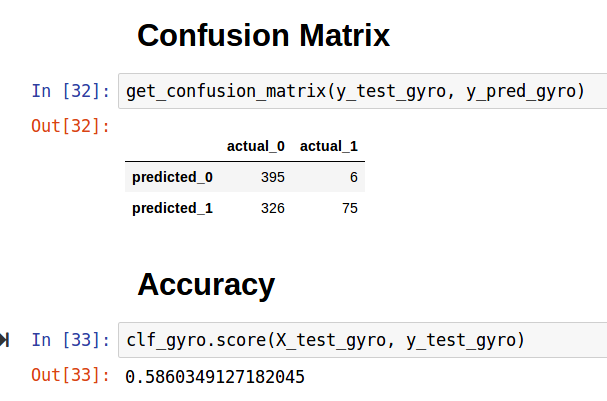 Confusion Matrix
In [32]: get_confusion_matrix(y_test_gyro, y_pred_gyro)
Out[32]:
actual_0 actual_1
predicted_0 395 6
predicted_1 326 75
Accuracy
In [33]: clf_gyro.score(X_test_gyro, y_test_gyro)
Out[33]: 0.5860349127182045